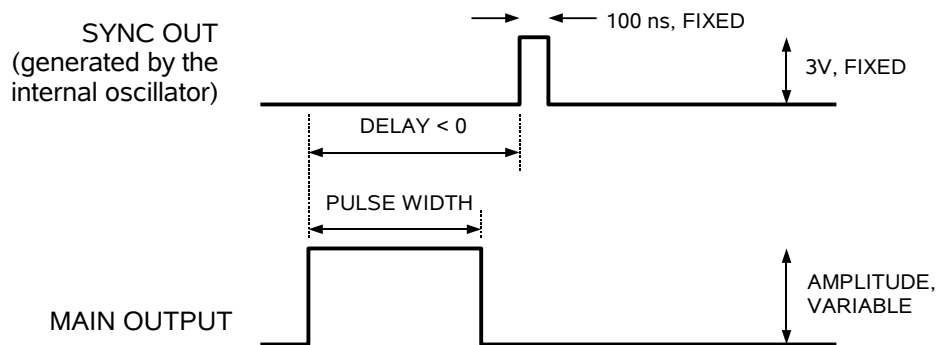 SYNC OUT
(generated by the
internal oscillator)
100 ns, FIXED
3V, FIXED
DELAY < 0
PULSE WIDTH
AMPLITUDE,
VARIABLE
MAIN OUTPUT